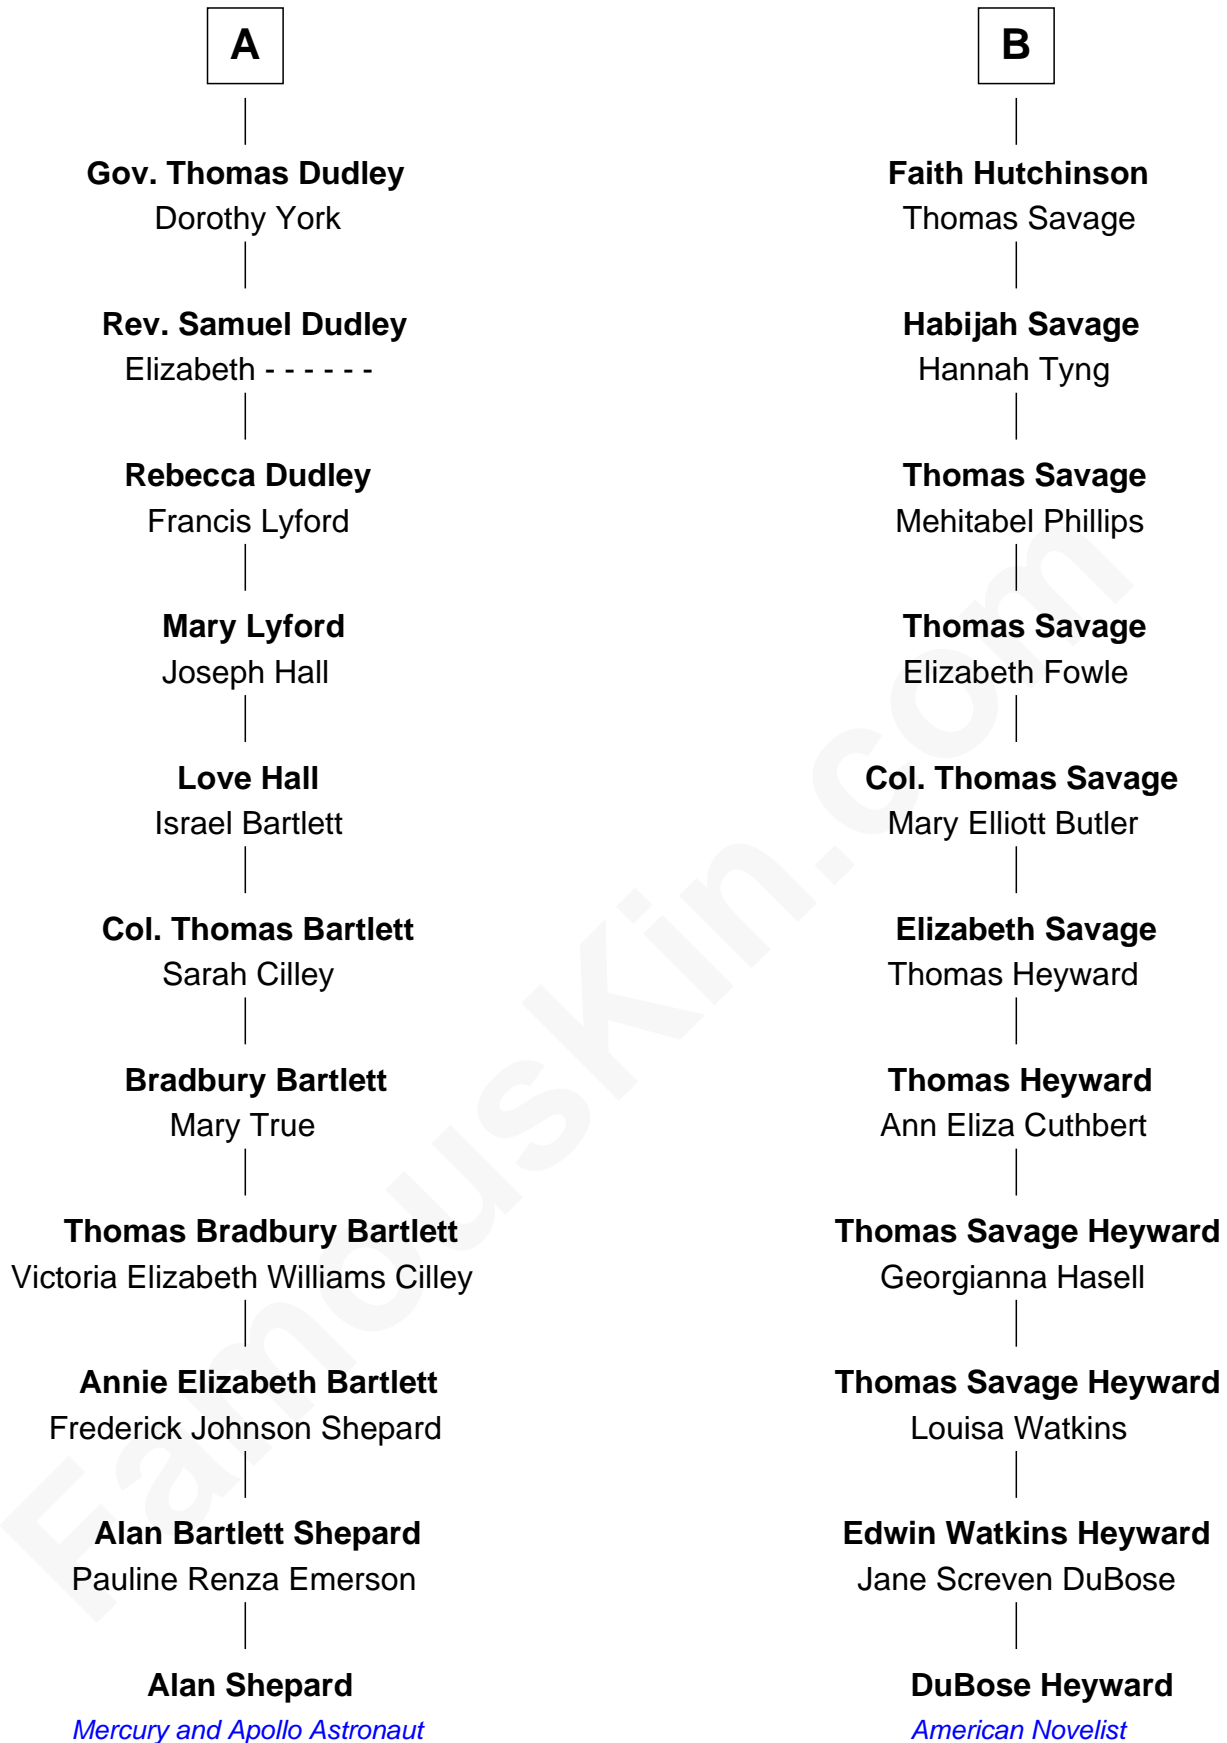 A
Gov. Thomas Dudley
Dorothy York
Rev. Samuel Dudley
Elizabeth - - - - - -
Rebecca Dudley
Francis Lyford
Mary Lyford
Joseph Hall
Love Hall
Israel Bartlett
Col. Thomas Bartlett
Sarah Cilley
Bradbury Bartlett
Mary True
Thomas Bradbury Bartlett
Victoria Elizabeth Williams Cilley
Annie Elizabeth Bartlett
Frederick Johnson Shepard
Alan Bartlett Shepard
Pauline Renza Emerson
Alan Shepard
Mercury and Apollo Astronaut
B
Faith Hutchinson
Thomas Savage
Habijah Savage
Hannah Tyng
Thomas Savage
Mehitabel Phillips
Thomas Savage
Elizabeth Fowle
Col. Thomas Savage
Mary Elliott Butler
Elizabeth Savage
Thomas Heyward
Thomas Heyward
Ann Eliza Cuthbert
Thomas Savage Heyward
Georgianna Hasell
Thomas Savage Heyward
Louisa Watkins
Edwin Watkins Heyward
Jane Screven DuBose
DuBose Heyward
American Novelist
FamousKin.com